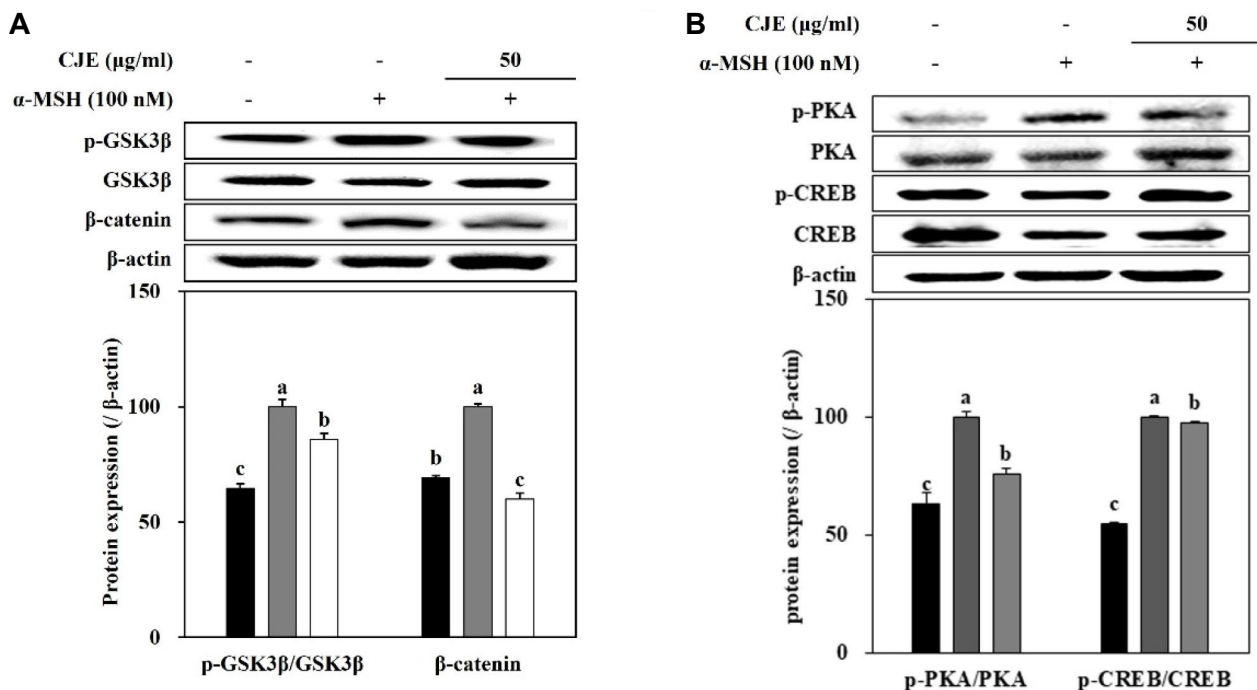 A
CJE (µg/ml) - - 50
α-MSH (100 nM) - + +
p-GSK3β
GSK3β
β-catenin
β-actin
150
100
50
0
Protein expression (/ β-actin)
c a b
b a c
p-GSK3β/GSK3β β-catenin
B
CJE (µg/ml) - - 50
α-MSH (100 nM) - + +
p-PKA
PKA
p-CREB
CREB
β-actin
150
100
50
0
protein expression (/ β-actin)
c a b
c a b
p-PKA/PKA p-CREB/CREB